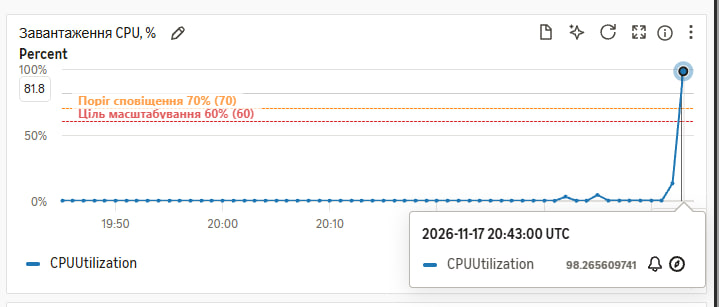 Завантаження CPU, %
Percent
100%
81.8
Поріг сповіщення 70% (70)
Ціль масштабування 60% (60)
50%
0%
19:50
20:00
20:10
2026-11-17 20:43:00 UTC
CPUUtilization
98.265609741
CPUUtilization